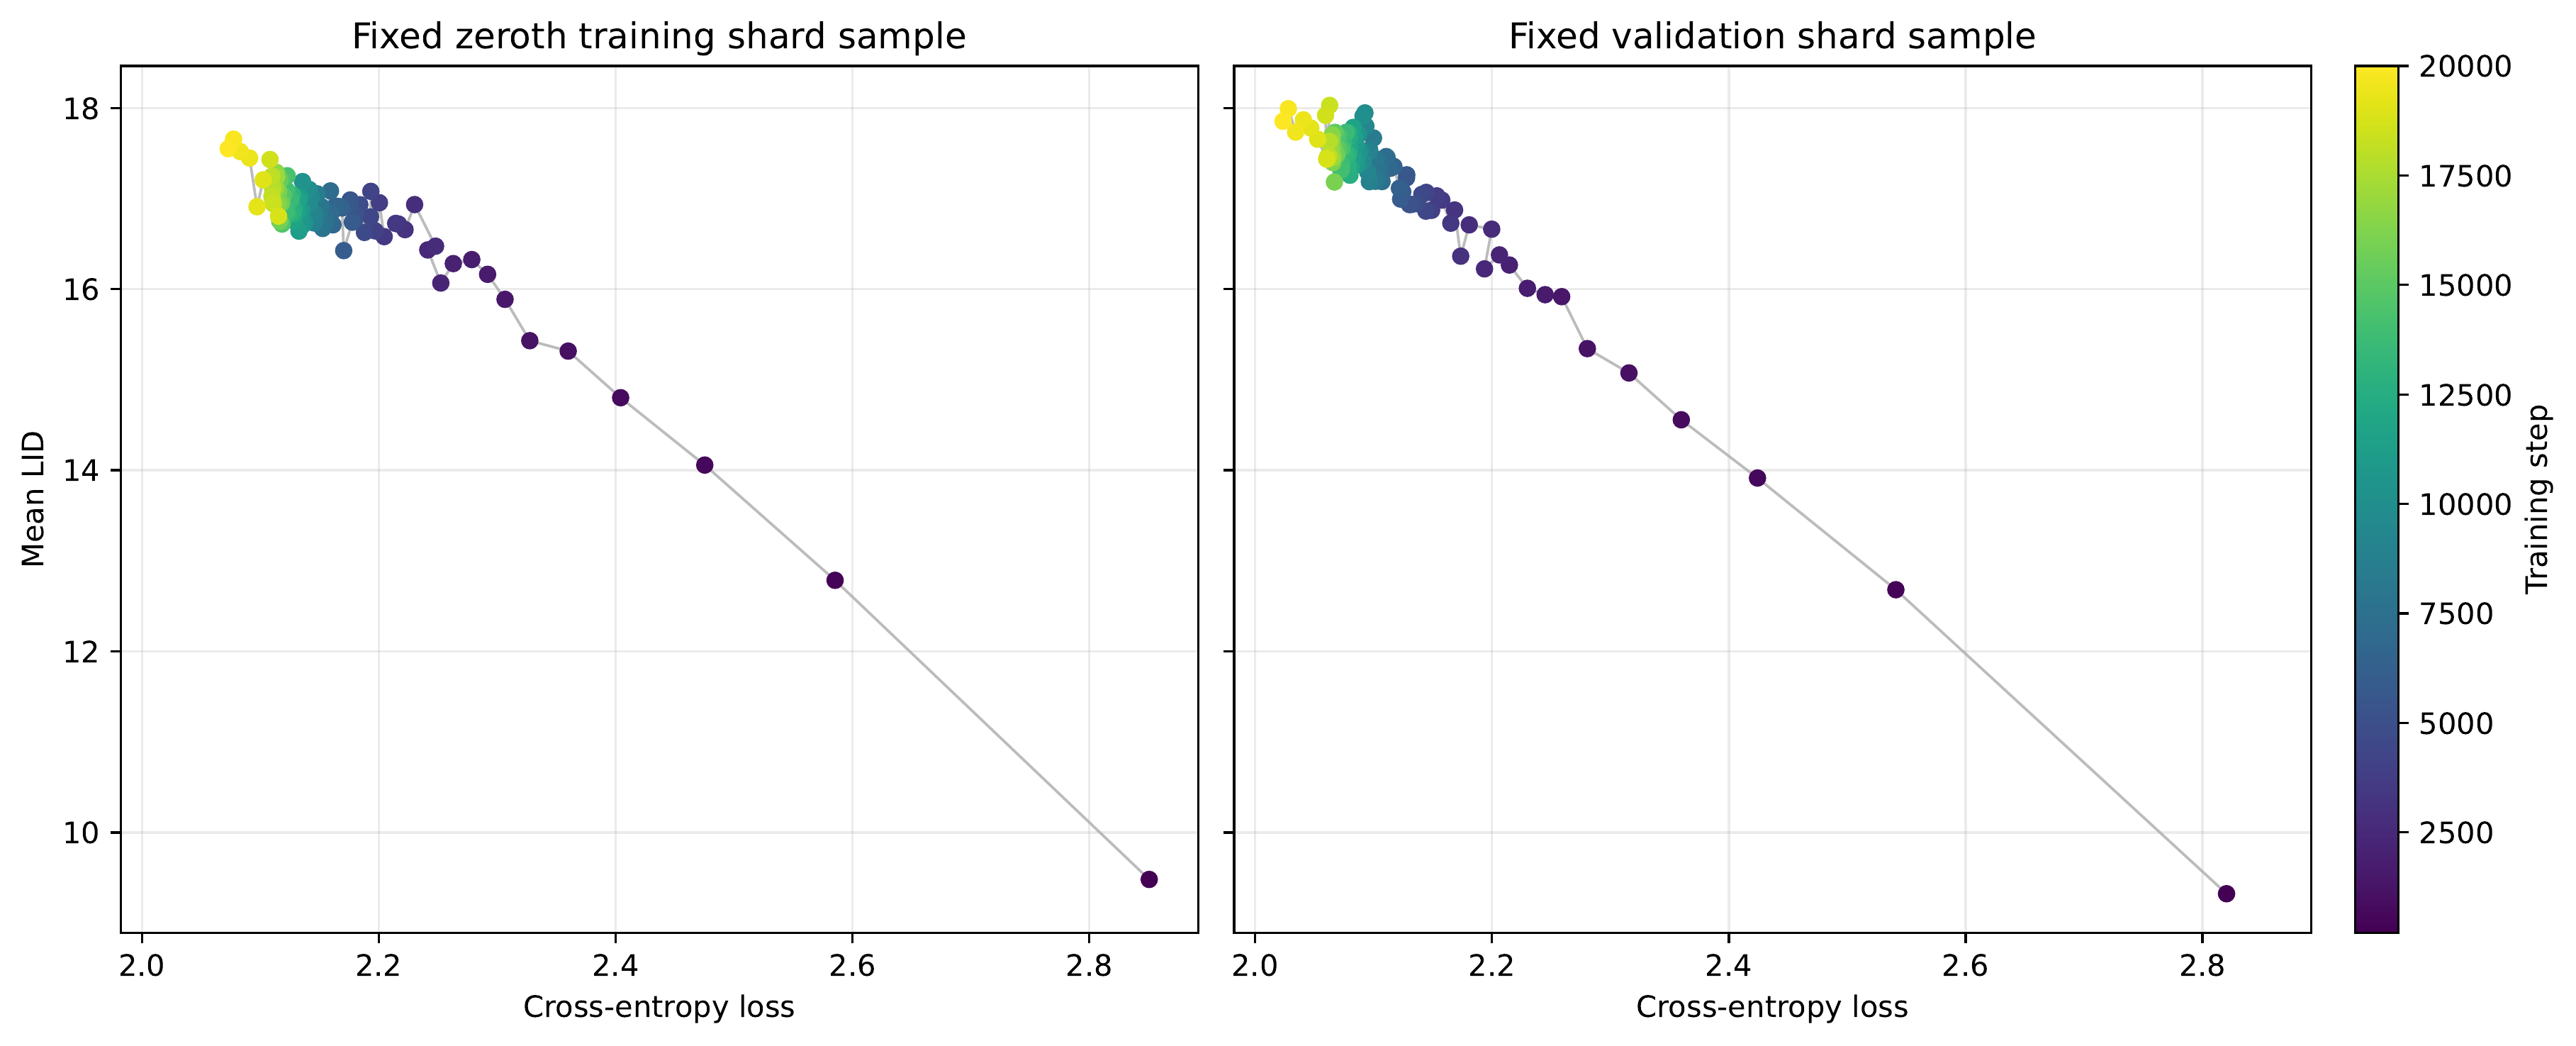 Fixed zeroth training shard sample
Fixed validation shard sample
Mean LID
18
16
14
12
10
2.0 2.2 2.4 2.6 2.8
Cross-entropy loss
2.0 2.2 2.4 2.6 2.8
Cross-entropy loss
20000
17500
15000
12500
10000
7500
5000
2500
Training step